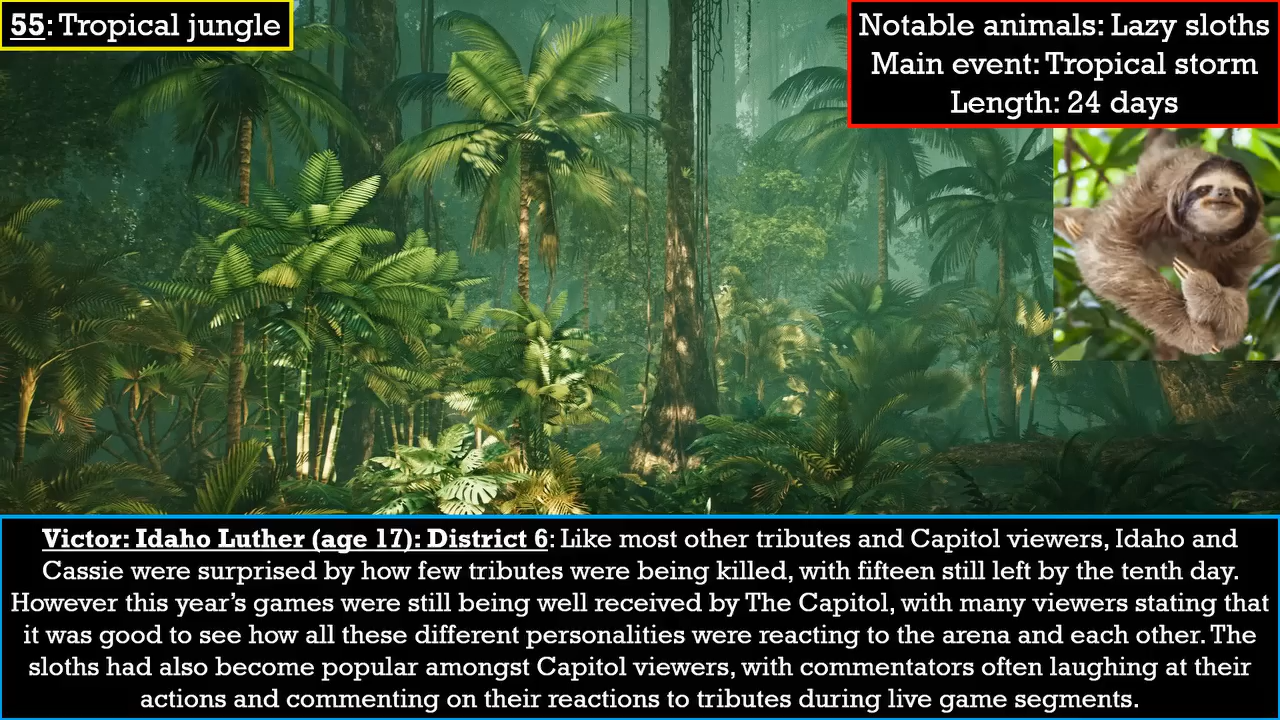 55: Tropical jungle
Notable animals: Lazy sloths
Main event: Tropical storm
Length: 24 days
Victor: Idaho Luther (age 17): District 6: Like most other tributes and Capitol viewers, Idaho and
Cassie were surprised by how few tributes were being killed, with fifteen still left by the tenth day.
However this year’s games were still being well received by The Capitol, with many viewers stating that
it was good to see how all these different personalities were reacting to the arena and each other. The
sloths had also become popular amongst Capitol viewers, with commentators often laughing at their
actions and commenting on their reactions to tributes during live game segments.